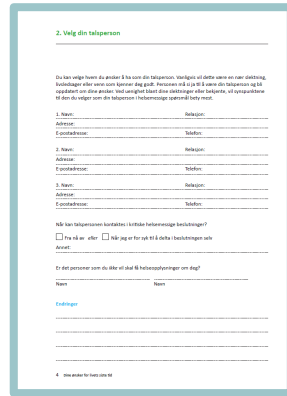 2. Velg din talsperson
Du kan velge hvem du ønsker å ha som din talsperson. Vanligvis vil dette være en nær slektning,
livsledsager eller venn som kjenner deg godt. Personen må si ja til å være din talsperson og bli
oppdatert om dine ønsker. Ved uenighet blant dine slektninger eller bekjente, vil synspunktene
til den du velger som din talsperson i helsemessige spørsmål bety mest.
1. Navn: Relasjon:
Adresse:
E-postadresse: Telefon:
2. Navn: Relasjon:
Adresse:
E-postadresse: Telefon:
3. Navn: Relasjon:
Adresse:
E-postadresse: Telefon:
Når kan talspersonen kontaktes i kritiske helsemessige beslutninger?
Fra nå av eller Når jeg er for syk til å delta i beslutningen selv
Annet:
Er det personer som du ikke vil skal få helseopplysninger om deg?
Navn Navn
Endringer
4 Dine ønsker for livets siste tid